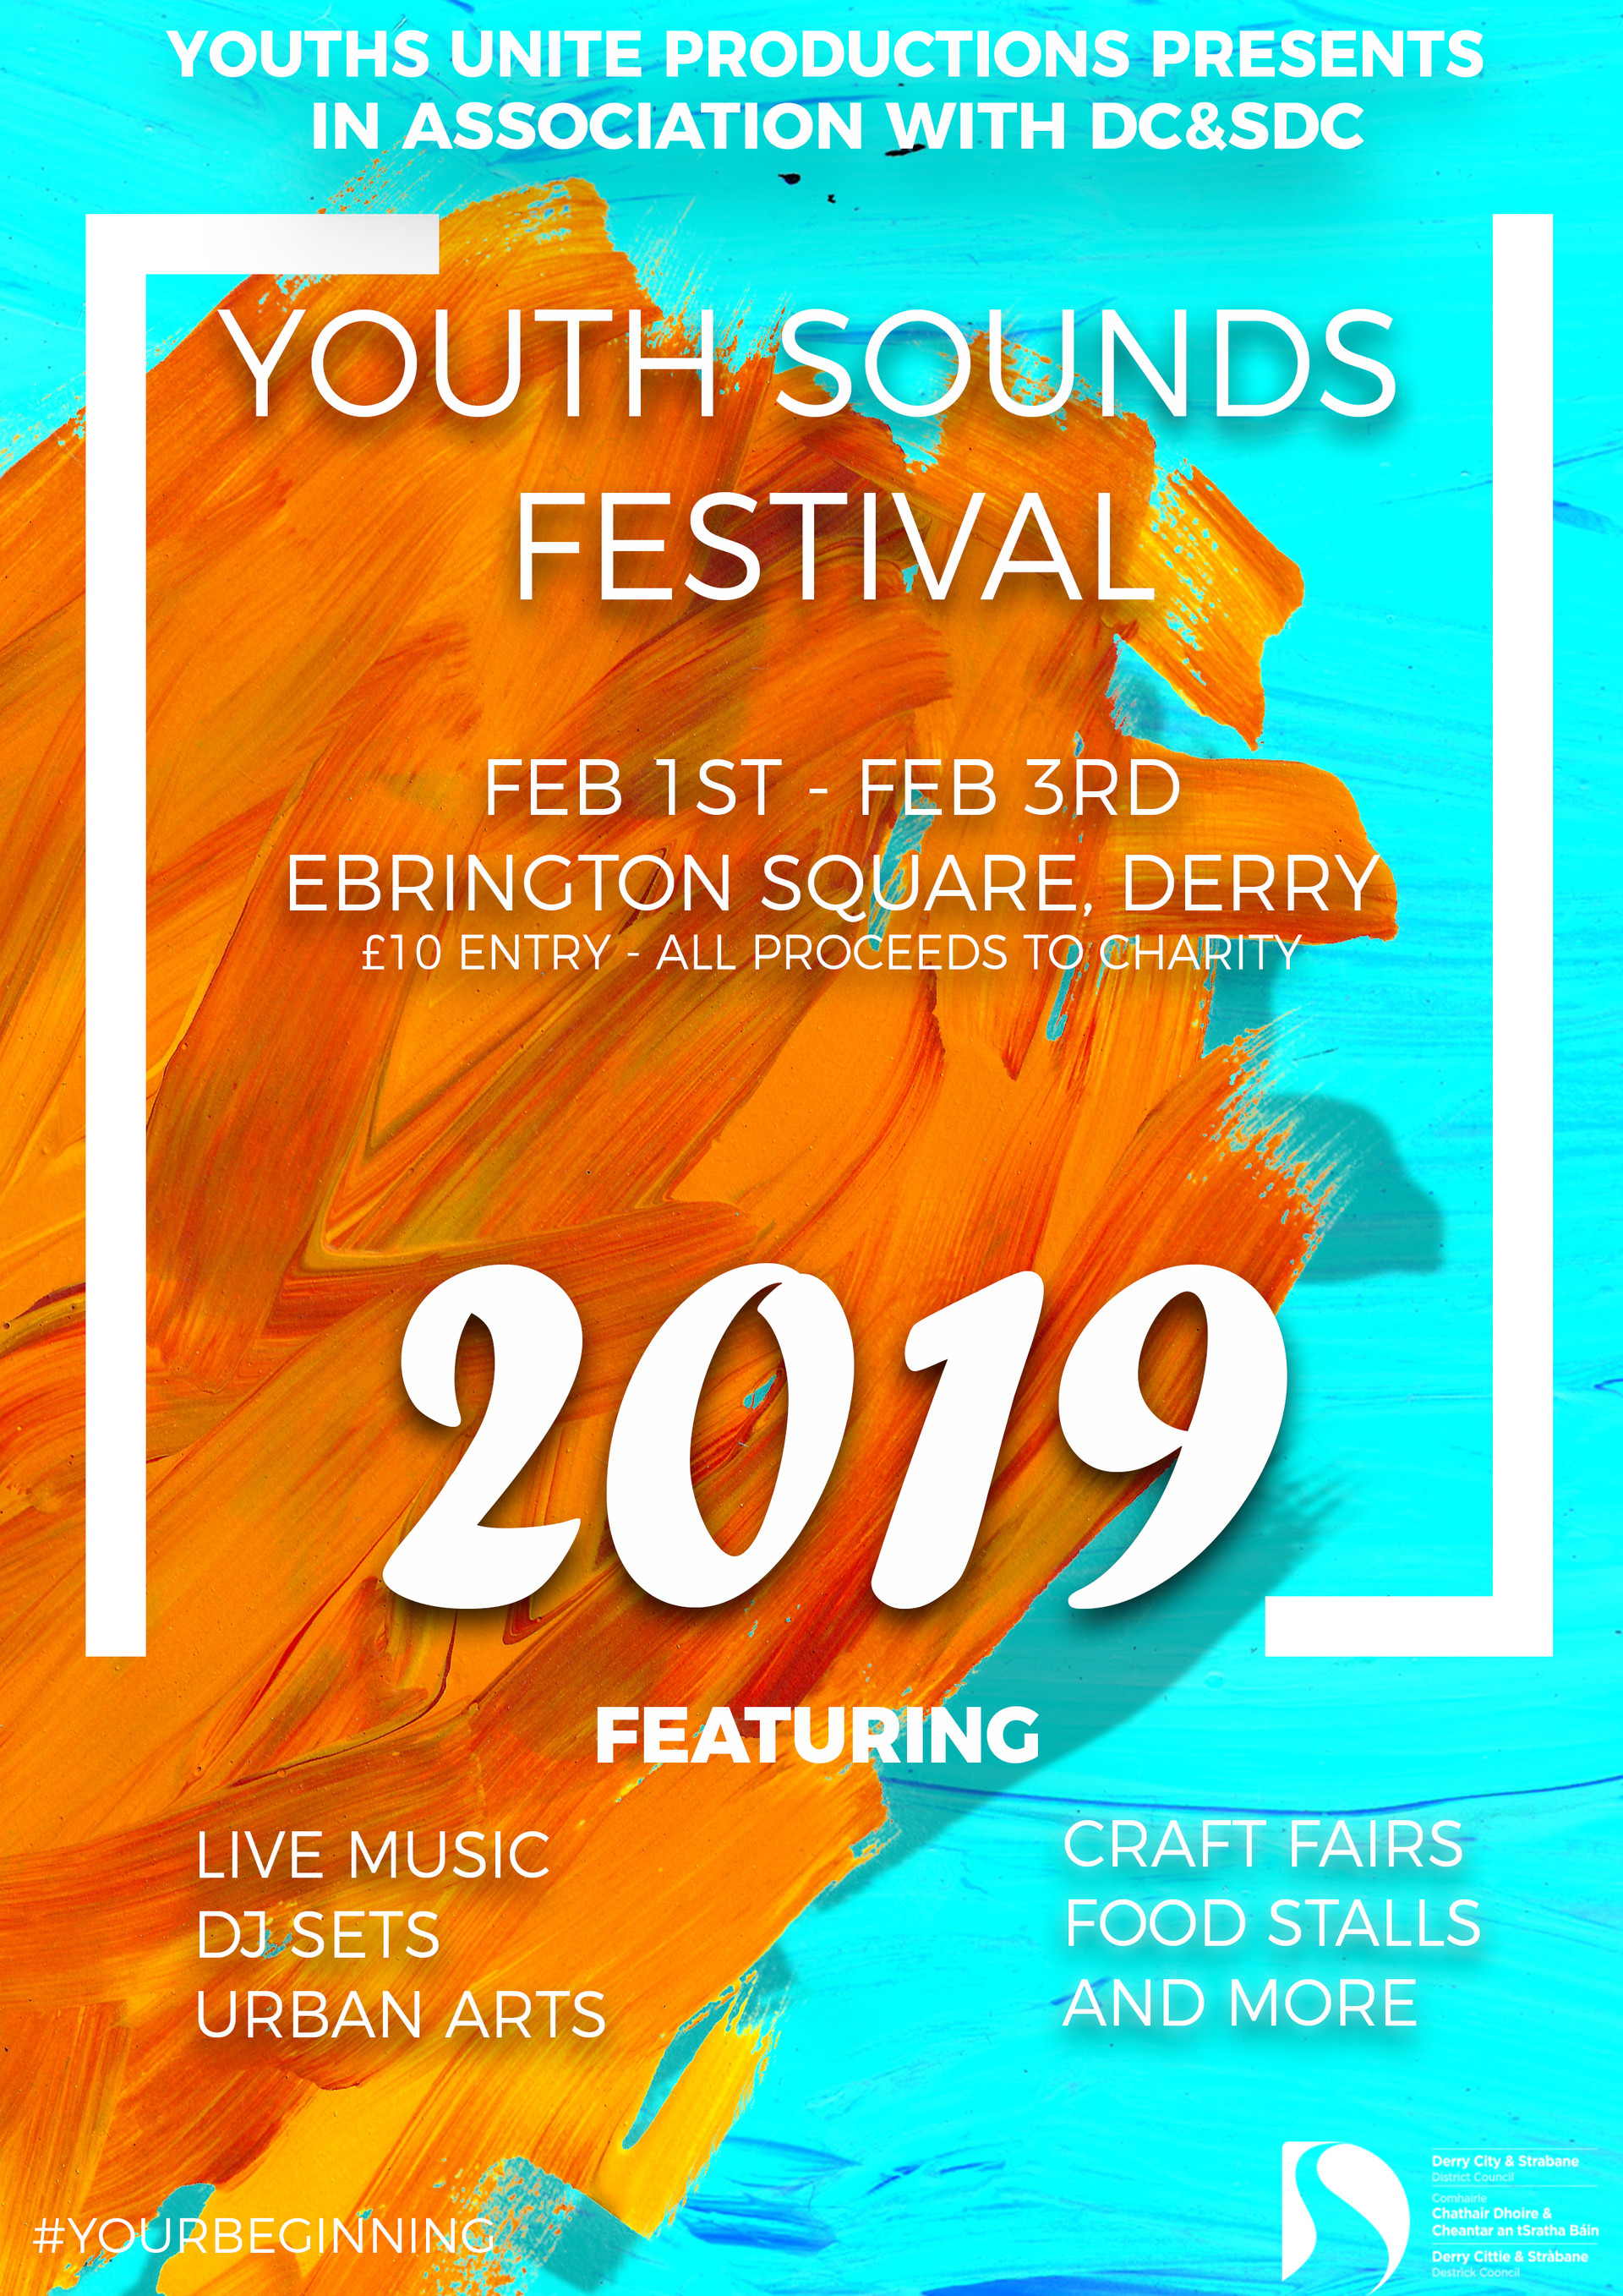 YOUTHS UNITE PRODUCTIONS PRESENTS
IN ASSOCIATION WITH DC&SDC
YOUTH SOUNDS
FESTIVAL
FEB 1ST - FEB 3RD
EBRINGTON SQUARE, DERRY
£10 ENTRY - ALL PROCEEDS TO CHARITY
2019
FEATURING
LIVE MUSIC
DJ SETS
URBAN ARTS
CRAFT FAIRS
FOOD STALLS
AND MORE
#YOURBEGINNING
Derry City & Strabane
District Council
Comhairle
Chathair Dhoire &
Cheantar an tSratha Báin
Derry Cittie & Stràbane
Destrick Cooncil